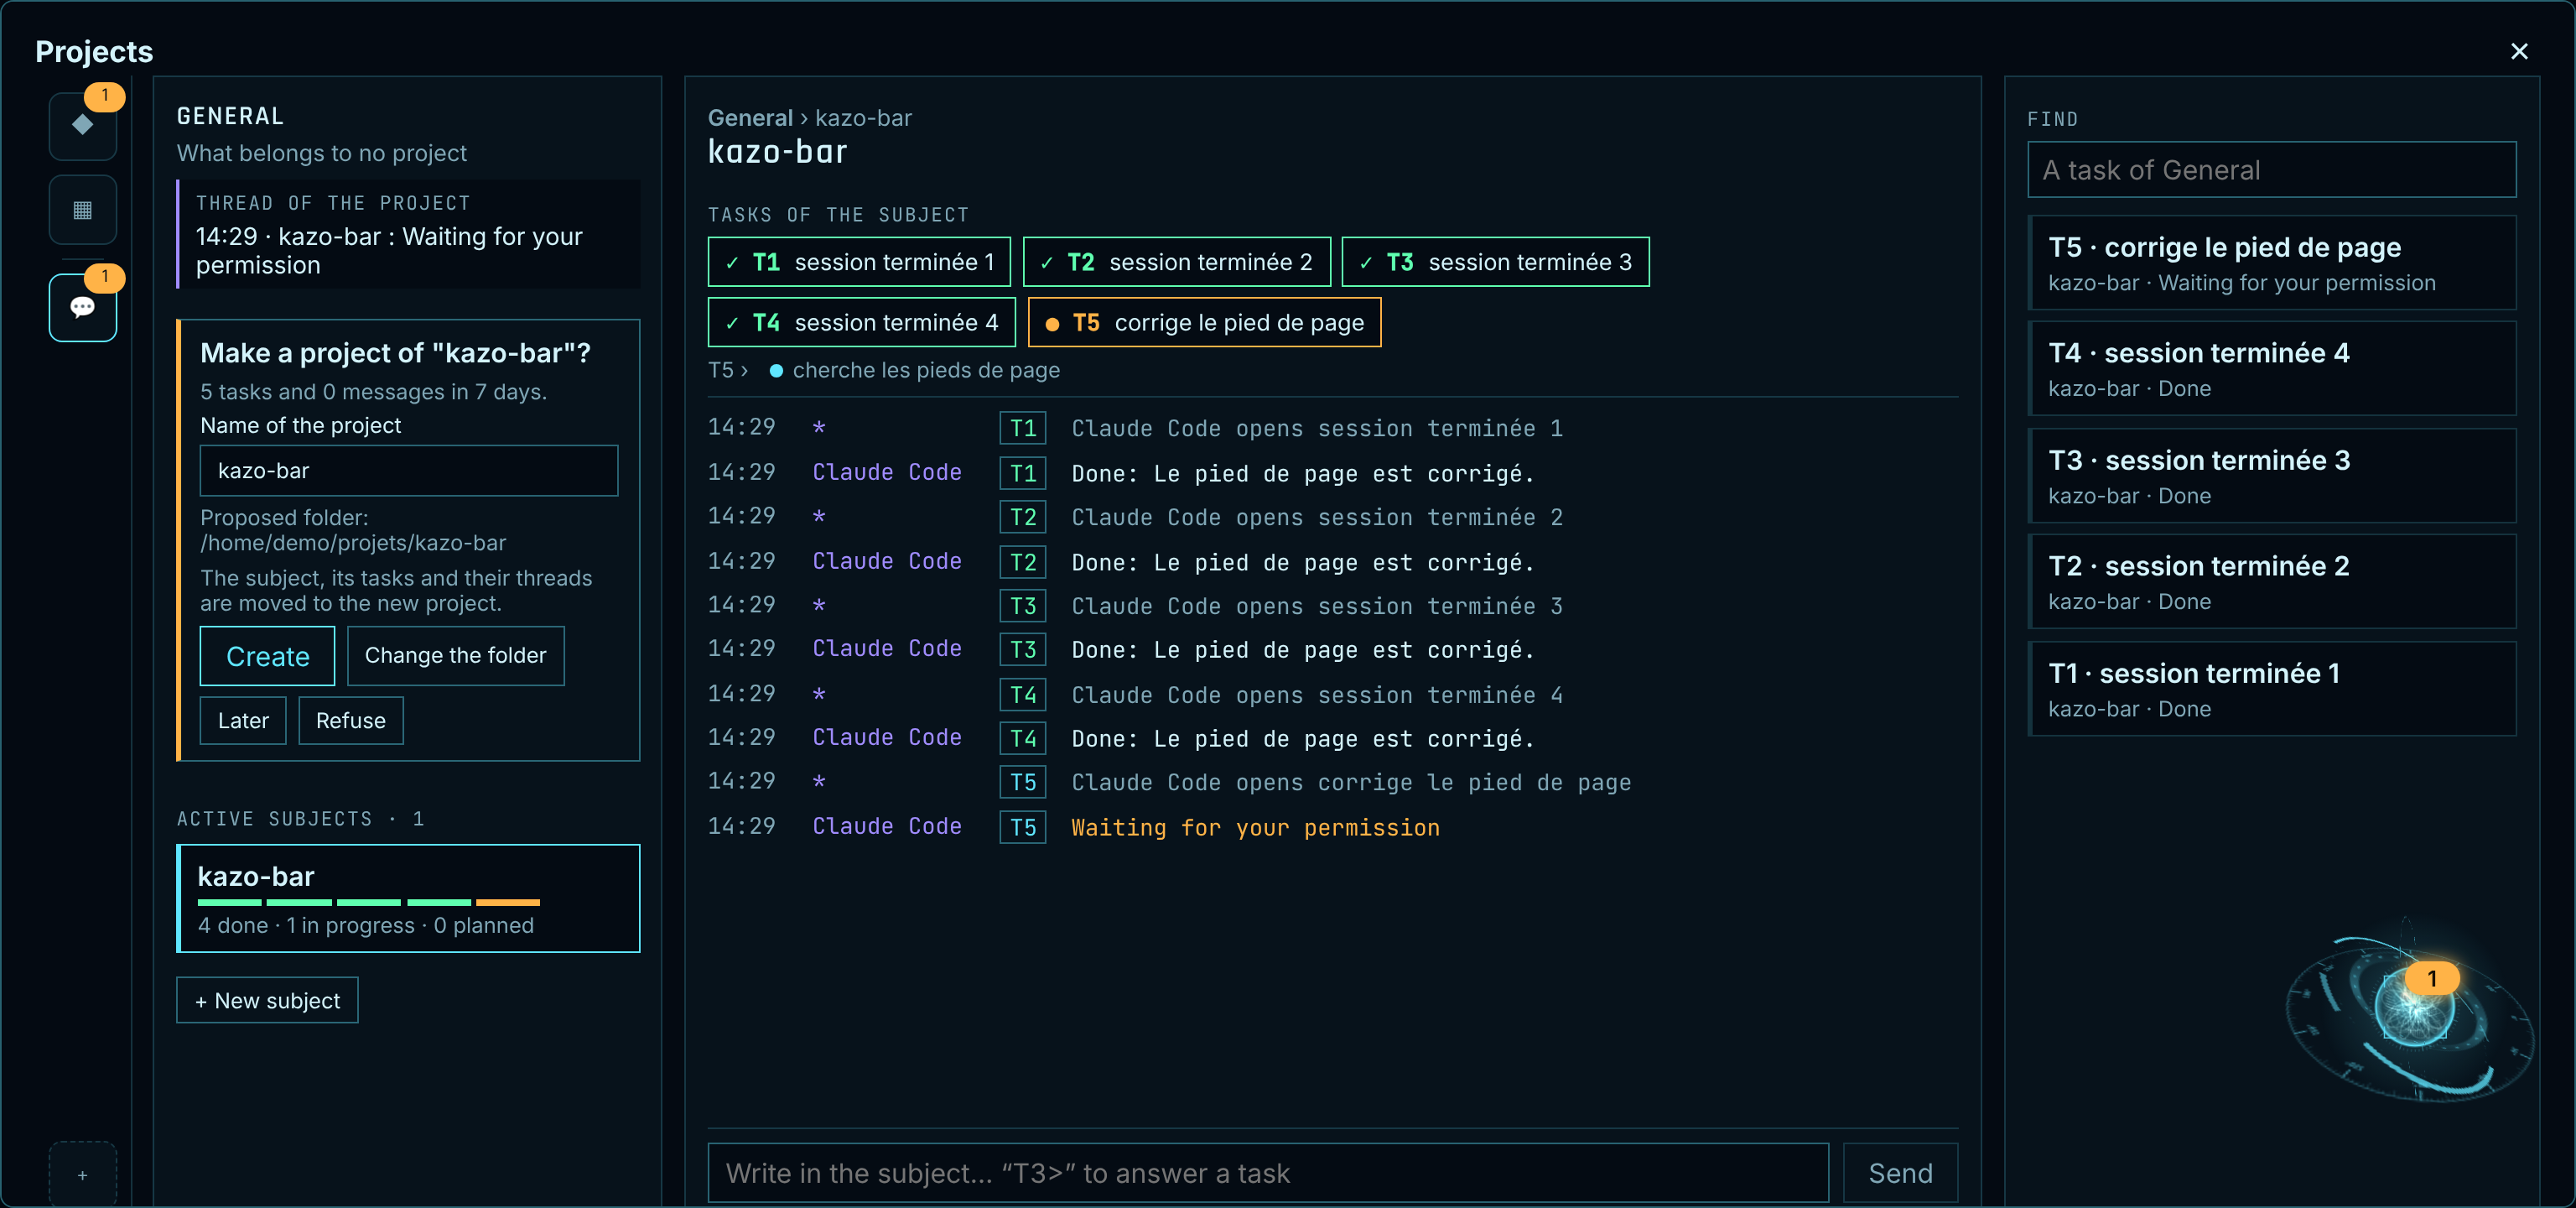 Projects
✕
1
1
+
GENERAL
What belongs to no project
THREAD OF THE PROJECT
14:29 · kazo-bar : Waiting for your
permission
Make a project of "kazo-bar"?
5 tasks and 0 messages in 7 days.
Name of the project
kazo-bar
Proposed folder:
/home/demo/projets/kazo-bar
The subject, its tasks and their threads
are moved to the new project.
Create
Change the folder
Later
Refuse
ACTIVE SUBJECTS · 1
kazo-bar
4 done · 1 in progress · 0 planned
+ New subject
General › kazo-bar
kazo-bar
TASKS OF THE SUBJECT
✓ T1 session terminée 1
✓ T2 session terminée 2
✓ T3 session terminée 3
✓ T4 session terminée 4
● T5 corrige le pied de page
T5 › ● cherche les pieds de page
14:29 * T1 Claude Code opens session terminée 1
14:29 Claude Code T1 Done: Le pied de page est corrigé.
14:29 * T2 Claude Code opens session terminée 2
14:29 Claude Code T2 Done: Le pied de page est corrigé.
14:29 * T3 Claude Code opens session terminée 3
14:29 Claude Code T3 Done: Le pied de page est corrigé.
14:29 * T4 Claude Code opens session terminée 4
14:29 Claude Code T4 Done: Le pied de page est corrigé.
14:29 * T5 Claude Code opens corrige le pied de page
14:29 Claude Code T5 Waiting for your permission
Write in the subject... “T3>” to answer a task
Send
FIND
A task of General
T5 · corrige le pied de page
kazo-bar · Waiting for your permission
T4 · session terminée 4
kazo-bar · Done
T3 · session terminée 3
kazo-bar · Done
T2 · session terminée 2
kazo-bar · Done
T1 · session terminée 1
kazo-bar · Done
1